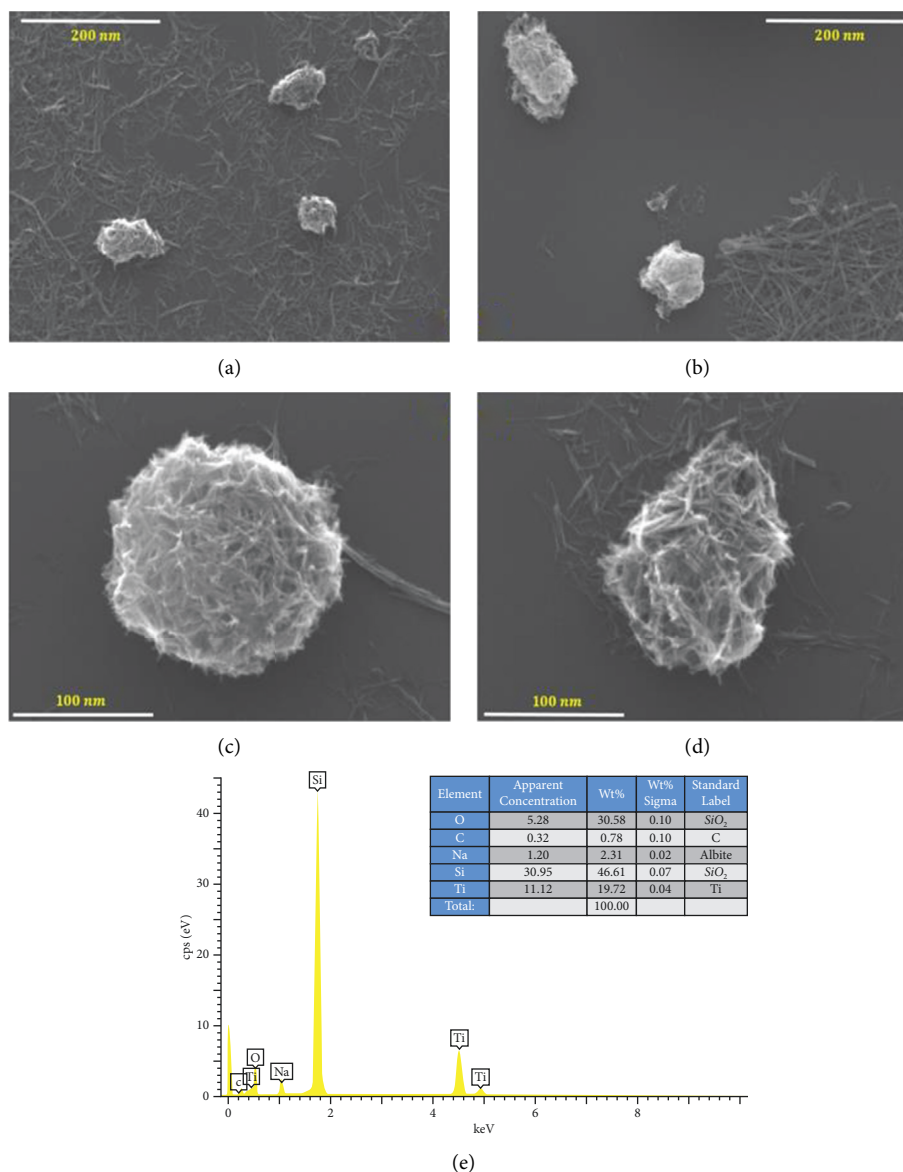 200 nm
200 nm
(a)
(b)
100 nm
100 nm
(c)
(d)
Si
Element Apparent Concentration Wt% Wt% Sigma Standard Label
O 5.28 30.58 0.10 SiO₂
C 0.32 0.78 0.10 C
Na 1.20 2.31 0.02 Albite
Si 30.95 46.61 0.07 SiO₂
Ti 11.12 19.72 0.04 Ti
Total: 100.00
40
30
20
10
0
cps (eV)
c
Ti
O
Na
Ti
Ti
0 2 4 6 8
keV
(e)